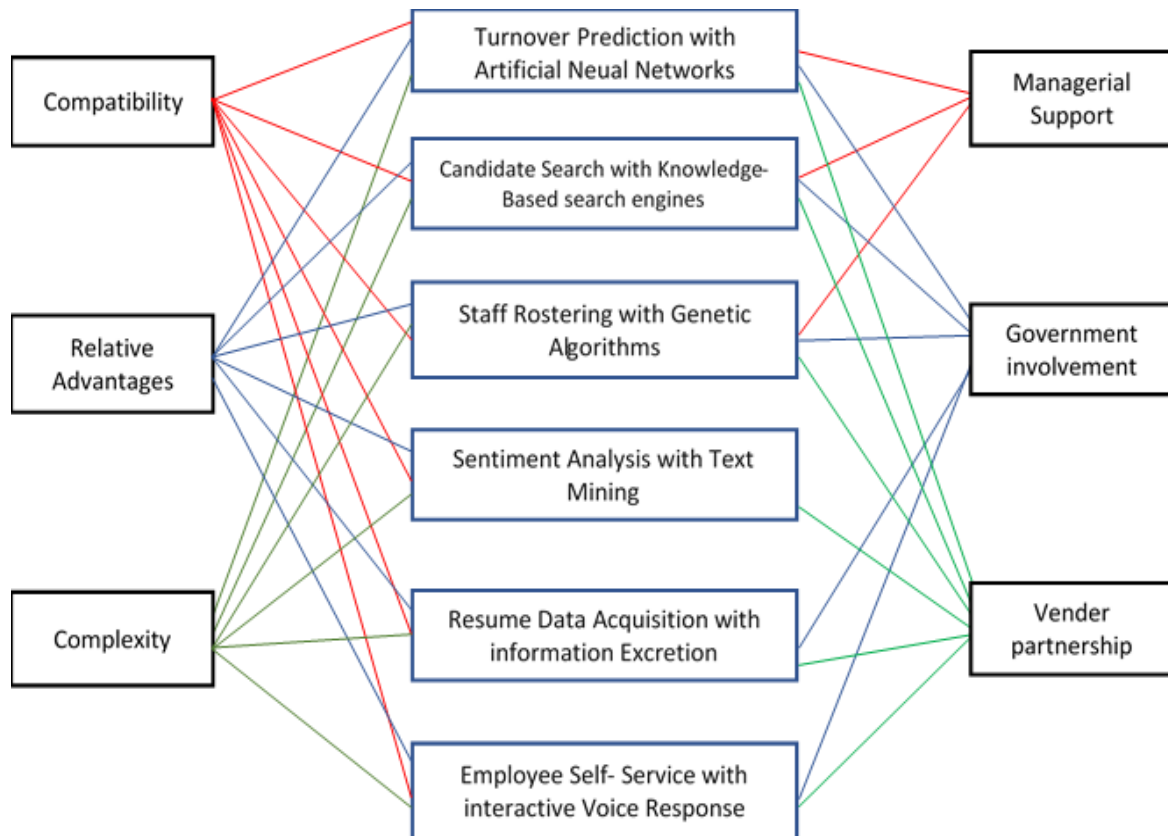 Compatibility
Relative
Advantages
Complexity
Turnover Prediction with
Artificial Neual Networks
Candidate Search with Knowledge-
Based search engines
Staff Rostering with Genetic
Algorithms
Sentiment Analysis with Text
Mining
Resume Data Acquisition with
information Excretion
Employee Self- Service with
interactive Voice Response
Managerial
Support
Government
involvement
Vender
partnership